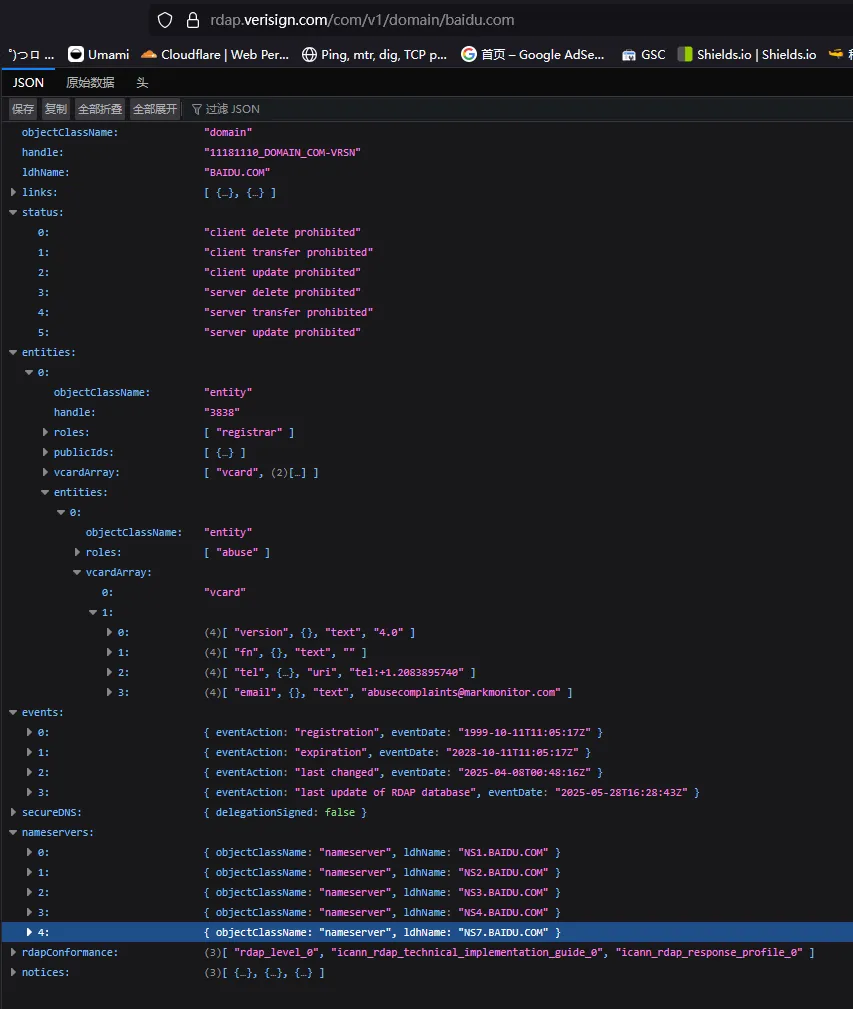 rdap.verisign.com/com/v1/domain/baidu.com
°)つロ ... Umami Cloudflare | Web Per... Ping, mtr, dig, TCP p... 首页 – Google AdSe... GSC Shields.io | Shields.io
JSON 原始数据 头
保存 复制 全部折叠 全部展开 过滤 JSON
objectClassName: "domain"
handle: "11181110_DOMAIN_COM-VRSN"
ldhName: "BAIDU.COM"
links: [ {…}, {…} ]
status:
0: "client delete prohibited"
1: "client transfer prohibited"
2: "client update prohibited"
3: "server delete prohibited"
4: "server transfer prohibited"
5: "server update prohibited"
entities:
0:
objectClassName: "entity"
handle: "3838"
roles: [ "registrar" ]
publicIds: [ {…} ]
vcardArray: [ "vcard", (2)[…] ]
entities:
0:
objectClassName: "entity"
roles: [ "abuse" ]
vcardArray:
0: "vcard"
1:
0: (4)[ "version", {}, "text", "4.0" ]
1: (4)[ "fn", {}, "text", "" ]
2: (4)[ "tel", {…}, "uri", "tel:+1.2083895740" ]
3: (4)[ "email", {}, "text", "abusecomplaints@markmonitor.com" ]
events:
0: { eventAction: "registration", eventDate: "1999-10-11T11:05:17Z" }
1: { eventAction: "expiration", eventDate: "2028-10-11T11:05:17Z" }
2: { eventAction: "last changed", eventDate: "2025-04-08T00:48:16Z" }
3: { eventAction: "last update of RDAP database", eventDate: "2025-05-28T16:28:43Z" }
secureDNS: { delegationSigned: false }
nameservers:
0: { objectClassName: "nameserver", ldhName: "NS1.BAIDU.COM" }
1: { objectClassName: "nameserver", ldhName: "NS2.BAIDU.COM" }
2: { objectClassName: "nameserver", ldhName: "NS3.BAIDU.COM" }
3: { objectClassName: "nameserver", ldhName: "NS4.BAIDU.COM" }
4: { objectClassName: "nameserver", ldhName: "NS7.BAIDU.COM" }
rdapConformance: (3)[ "rdap_level_0", "icann_rdap_technical_implementation_guide_0", "icann_rdap_response_profile_0" ]
notices: (3)[ {…}, {…}, {…} ]